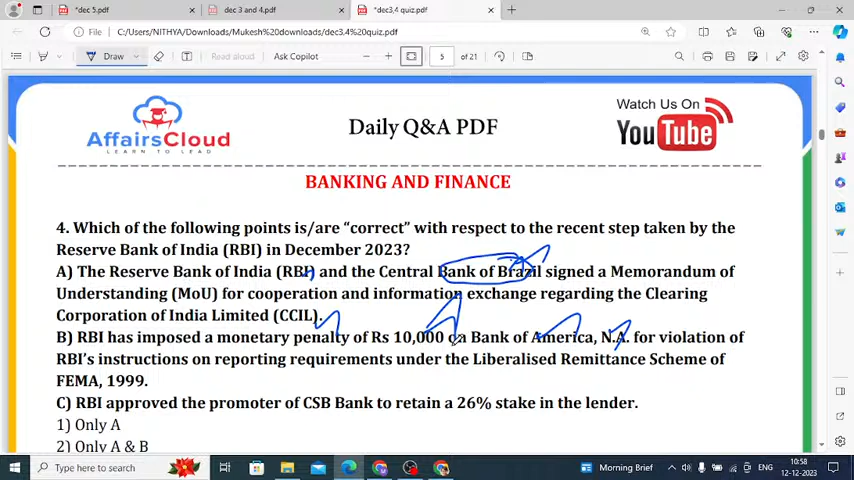 *dec 5.pdf
dec 3 and 4.pdf
*dec3,4 quiz.pdf
File
C:/Users/NITHYA/Downloads/Mukesh%20downloads/dec3,4%20quiz.pdf
Draw
Read aloud
Ask Copilot
5
of 21
AffairsCloud
LEARN TO LEAD
Daily Q&A PDF
Watch Us On
YouTube
BANKING AND FINANCE
4. Which of the following points is/are “correct” with respect to the recent step taken by the
Reserve Bank of India (RBI) in December 2023?
A) The Reserve Bank of India (RBI) and the Central Bank of Brazil signed a Memorandum of
Understanding (MoU) for cooperation and information exchange regarding the Clearing
Corporation of India Limited (CCIL).
B) RBI has imposed a monetary penalty of Rs 10,000 on Bank of America, N.A. for violation of
RBI’s instructions on reporting requirements under the Liberalised Remittance Scheme of
FEMA, 1999.
C) RBI approved the promoter of CSB Bank to retain a 26% stake in the lender.
1) Only A
2) Only A & B
Type here to search
Morning Brief
ENG
10:58
12-12-2023